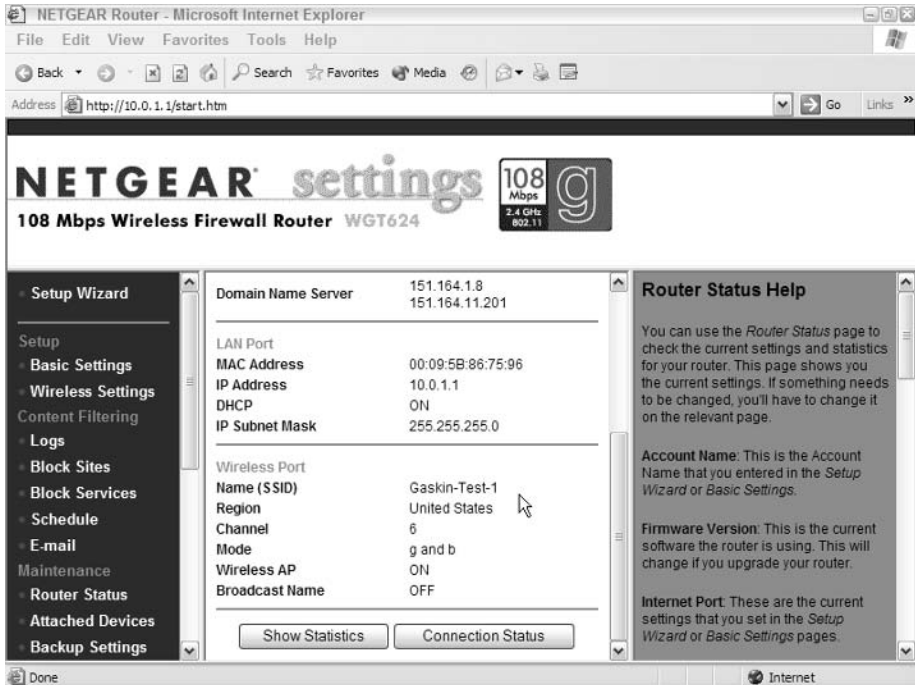 NETGEAR Router - Microsoft Internet Explorer
File Edit View Favorites Tools Help
Back Search Favorites Media
Address http://10.0.1.1/start.htm Go Links »
NETGEAR® settings
108 Mbps 2.4 GHz 802.11 g
108 Mbps Wireless Firewall Router WGT624
Setup Wizard
Setup
Basic Settings
Wireless Settings
Content Filtering
Logs
Block Sites
Block Services
Schedule
E-mail
Maintenance
Router Status
Attached Devices
Backup Settings
Domain Name Server 151.164.1.8
151.164.11.201
LAN Port
MAC Address 00:09:5B:86:75:96
IP Address 10.0.1.1
DHCP ON
IP Subnet Mask 255.255.255.0
Wireless Port
Name (SSID) Gaskin-Test-1
Region United States
Channel 6
Mode g and b
Wireless AP ON
Broadcast Name OFF
Show Statistics Connection Status
Router Status Help
You can use the Router Status page to
check the current settings and statistics
for your router. This page shows you
the current settings. If something needs
to be changed, you'll have to change it
on the relevant page.
Account Name: This is the Account
Name that you entered in the Setup
Wizard or Basic Settings.
Firmware Version: This is the current
software the router is using. This will
change if you upgrade your router.
Internet Port: These are the current
settings that you set in the Setup
Wizard or Basic Settings pages.
Done Internet